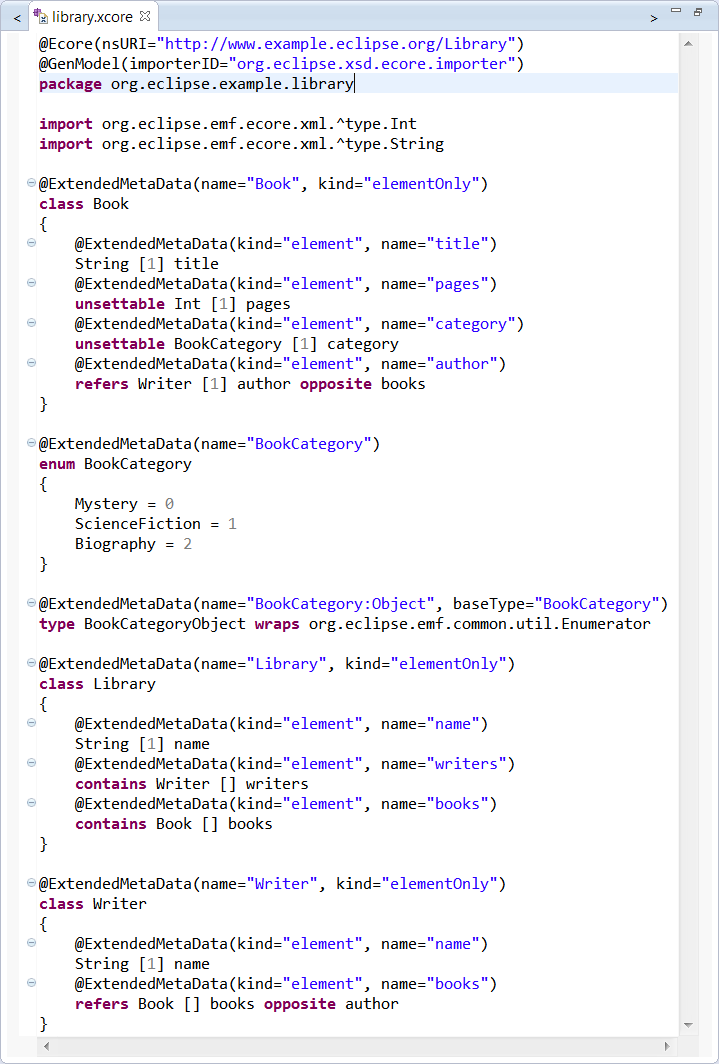 library.xcore
@Ecore(nsURI="http://www.example.eclipse.org/Library")
@GenModel(importerID="org.eclipse.xsd.ecore.importer")
package org.eclipse.example.library
import org.eclipse.emf.ecore.xml.^type.Int
import org.eclipse.emf.ecore.xml.^type.String
@ExtendedMetaData(name="Book", kind="elementOnly")
class Book
{
@ExtendedMetaData(kind="element", name="title")
String [1] title
@ExtendedMetaData(kind="element", name="pages")
unsettable Int [1] pages
@ExtendedMetaData(kind="element", name="category")
unsettable BookCategory [1] category
@ExtendedMetaData(kind="element", name="author")
refers Writer [1] author opposite books
}
@ExtendedMetaData(name="BookCategory")
enum BookCategory
{
Mystery = 0
ScienceFiction = 1
Biography = 2
}
@ExtendedMetaData(name="BookCategory:Object", baseType="BookCategory")
type BookCategoryObject wraps org.eclipse.emf.common.util.Enumerator
@ExtendedMetaData(name="Library", kind="elementOnly")
class Library
{
@ExtendedMetaData(kind="element", name="name")
String [1] name
@ExtendedMetaData(kind="element", name="writers")
contains Writer [] writers
@ExtendedMetaData(kind="element", name="books")
contains Book [] books
}
@ExtendedMetaData(name="Writer", kind="elementOnly")
class Writer
{
@ExtendedMetaData(kind="element", name="name")
String [1] name
@ExtendedMetaData(kind="element", name="books")
refers Book [] books opposite author
}